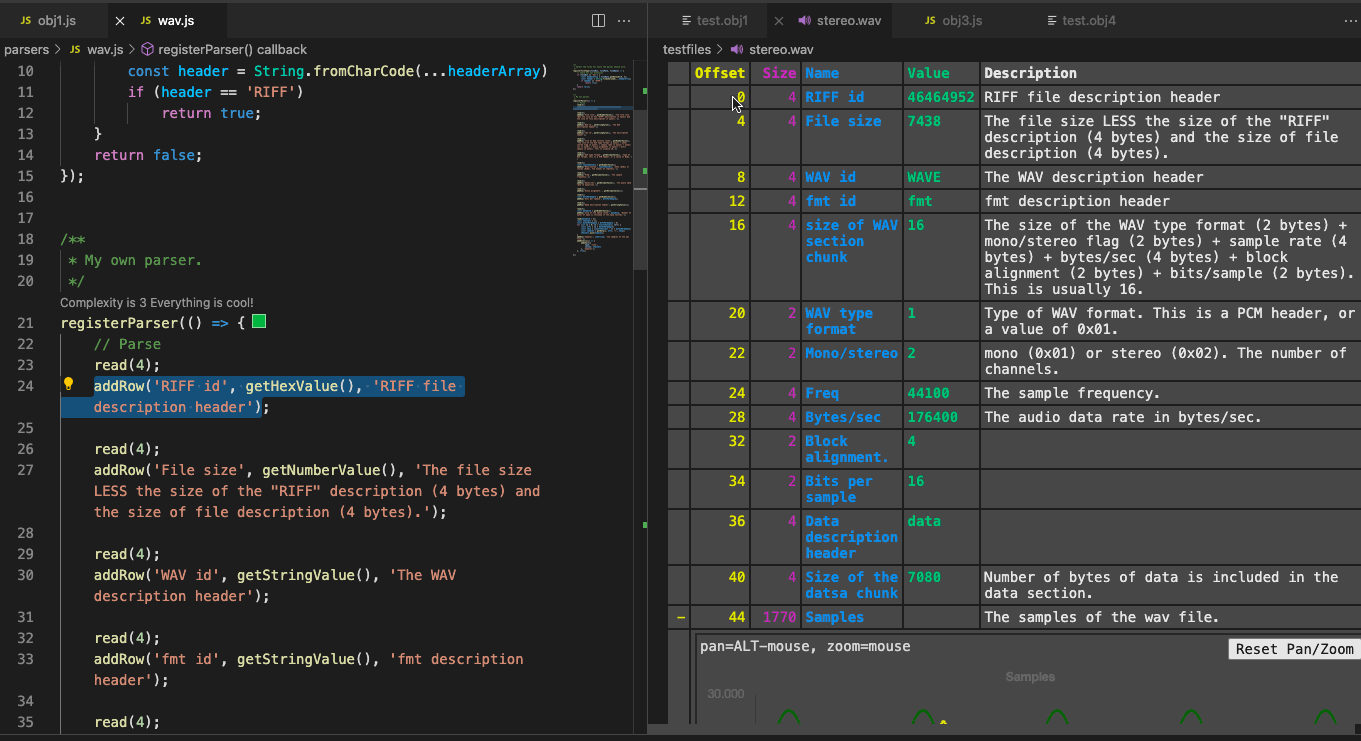 JS obj1.js
JS wav.js
parsers > JS wav.js > registerParser() callback
10 const header = String.fromCharCode(...headerArray)
11 if (header == 'RIFF')
12 return true;
13 }
14 return false;
15 });
16
17
18 /**
19 * My own parser.
20 */
Complexity is 3 Everything is cool!
21 registerParser(() => {
22 // Parse
23 read(4);
24 addRow('RIFF·id',·getHexValue(),·'RIFF·file·
description·header');
25
26 read(4);
27 addRow('File size', getNumberValue(), 'The file size
LESS the size of the "RIFF" description (4 bytes) and
the size of file description (4 bytes).');
28
29 read(4);
30 addRow('WAV id', getStringValue(), 'The WAV
description header');
31
32 read(4);
33 addRow('fmt id', getStringValue(), 'fmt description
header');
34
35 read(4);
test.obj1
stereo.wav
JS obj3.js
test.obj4
testfiles > stereo.wav
Offset Size Name Value Description
0 4 RIFF id 46464952 RIFF file description header
4 4 File size 7438 The file size LESS the size of the "RIFF"
description (4 bytes) and the size of file
description (4 bytes).
8 4 WAV id WAVE The WAV description header
12 4 fmt id fmt fmt description header
16 4 size of WAV 16 The size of the WAV type format (2 bytes) +
section mono/stereo flag (2 bytes) + sample rate (4
chunk bytes) + bytes/sec (4 bytes) + block
alignment (2 bytes) + bits/sample (2 bytes).
This is usually 16.
20 2 WAV type 1 Type of WAV format. This is a PCM header, or
format a value of 0x01.
22 2 Mono/stereo 2 mono (0x01) or stereo (0x02). The number of
channels.
24 4 Freq 44100 The sample frequency.
28 4 Bytes/sec 176400 The audio data rate in bytes/sec.
32 2 Block 4
alignment.
34 2 Bits per 16
sample
36 4 Data data
description
header
40 4 Size of the 7080 Number of bytes of data is included in the
datsa chunk data section.
− 44 1770 Samples The samples of the wav file.
pan=ALT-mouse, zoom=mouse
Reset Pan/Zoom
Samples
30.000